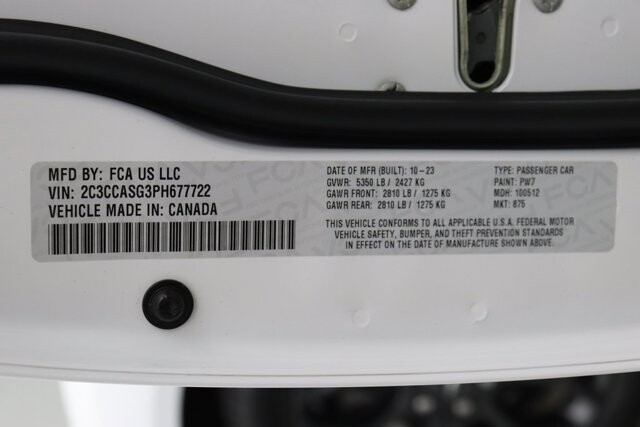 MFD BY: FCA US LLC
VIN: 2C3CCASG3PH677722
VEHICLE MADE IN: CANADA
DATE OF MFR (BUILT): 10-23
GVWR: 5350 LB / 2427 KG
GAWR FRONT: 2810 LB / 1275 KG
GAWR REAR: 2810 LB / 1275 KG
TYPE: PASSENGER CAR
PAINT: PW7
MDH: 100512
MKT: 875
THIS VEHICLE CONFORMS TO ALL APPLICABLE U.S.A. FEDERAL MOTOR
VEHICLE SAFETY, BUMPER, AND THEFT PREVENTION STANDARDS
IN EFFECT ON THE DATE OF MANUFACTURE SHOWN ABOVE.